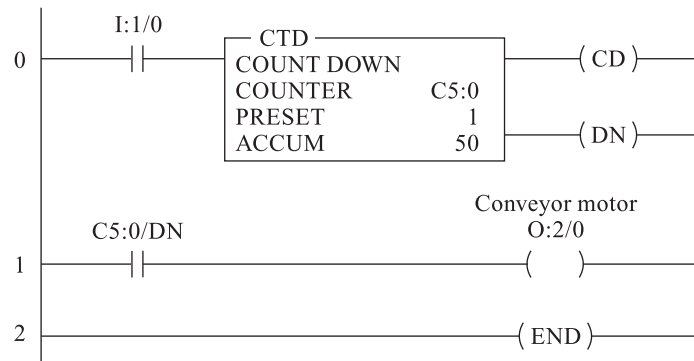 I:1/0
CTD
0
COUNT DOWN
(CD)
COUNTER C5:0
PRESET 1
(DN)
ACCUM 50
Conveyor motor
C5:0/DN
O:2/0
1
2
(END)